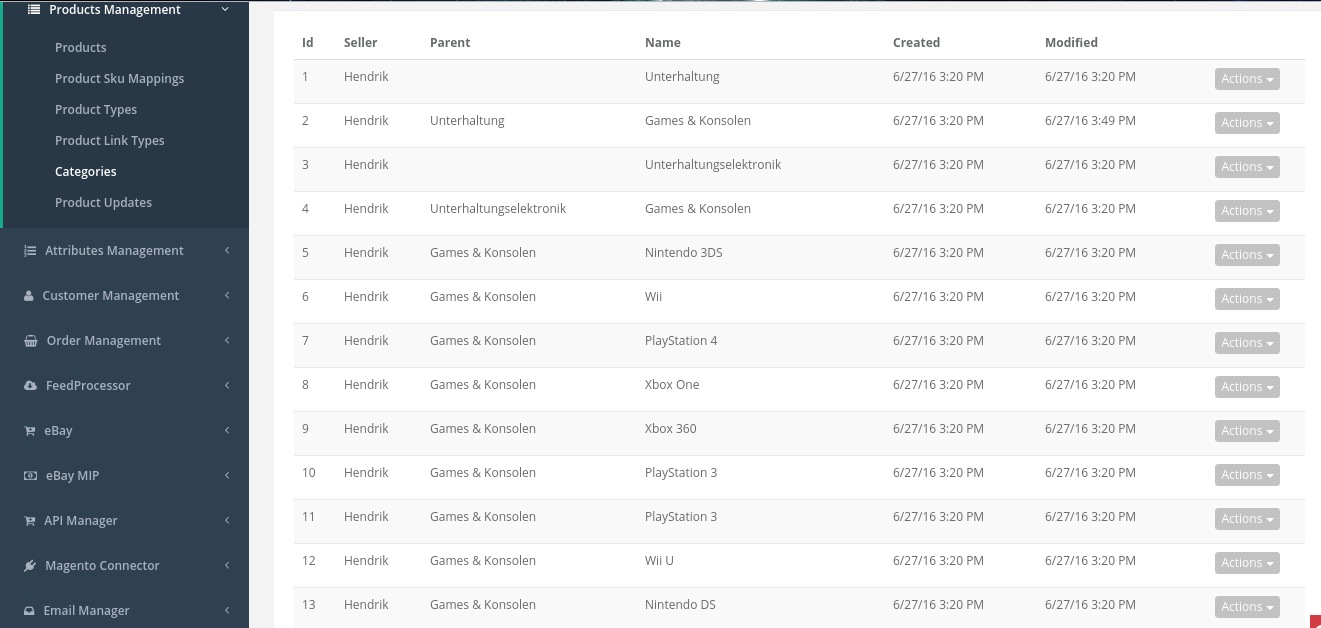 Products Management
Products
Product Sku Mappings
Product Types
Product Link Types
Categories
Product Updates
Attributes Management
Customer Management
Order Management
FeedProcessor
eBay
eBay MIP
API Manager
Magento Connector
Email Manager
Id Seller Parent Name Created Modified
1 Hendrik Unterhaltung 6/27/16 3:20 PM 6/27/16 3:20 PM Actions
2 Hendrik Unterhaltung Games & Konsolen 6/27/16 3:20 PM 6/27/16 3:49 PM Actions
3 Hendrik Unterhaltungselektronik 6/27/16 3:20 PM 6/27/16 3:20 PM Actions
4 Hendrik Unterhaltungselektronik Games & Konsolen 6/27/16 3:20 PM 6/27/16 3:20 PM Actions
5 Hendrik Games & Konsolen Nintendo 3DS 6/27/16 3:20 PM 6/27/16 3:20 PM Actions
6 Hendrik Games & Konsolen Wii 6/27/16 3:20 PM 6/27/16 3:20 PM Actions
7 Hendrik Games & Konsolen PlayStation 4 6/27/16 3:20 PM 6/27/16 3:20 PM Actions
8 Hendrik Games & Konsolen Xbox One 6/27/16 3:20 PM 6/27/16 3:20 PM Actions
9 Hendrik Games & Konsolen Xbox 360 6/27/16 3:20 PM 6/27/16 3:20 PM Actions
10 Hendrik Games & Konsolen PlayStation 3 6/27/16 3:20 PM 6/27/16 3:20 PM Actions
11 Hendrik Games & Konsolen PlayStation 3 6/27/16 3:20 PM 6/27/16 3:20 PM Actions
12 Hendrik Games & Konsolen Wii U 6/27/16 3:20 PM 6/27/16 3:20 PM Actions
13 Hendrik Games & Konsolen Nintendo DS 6/27/16 3:20 PM 6/27/16 3:20 PM Actions